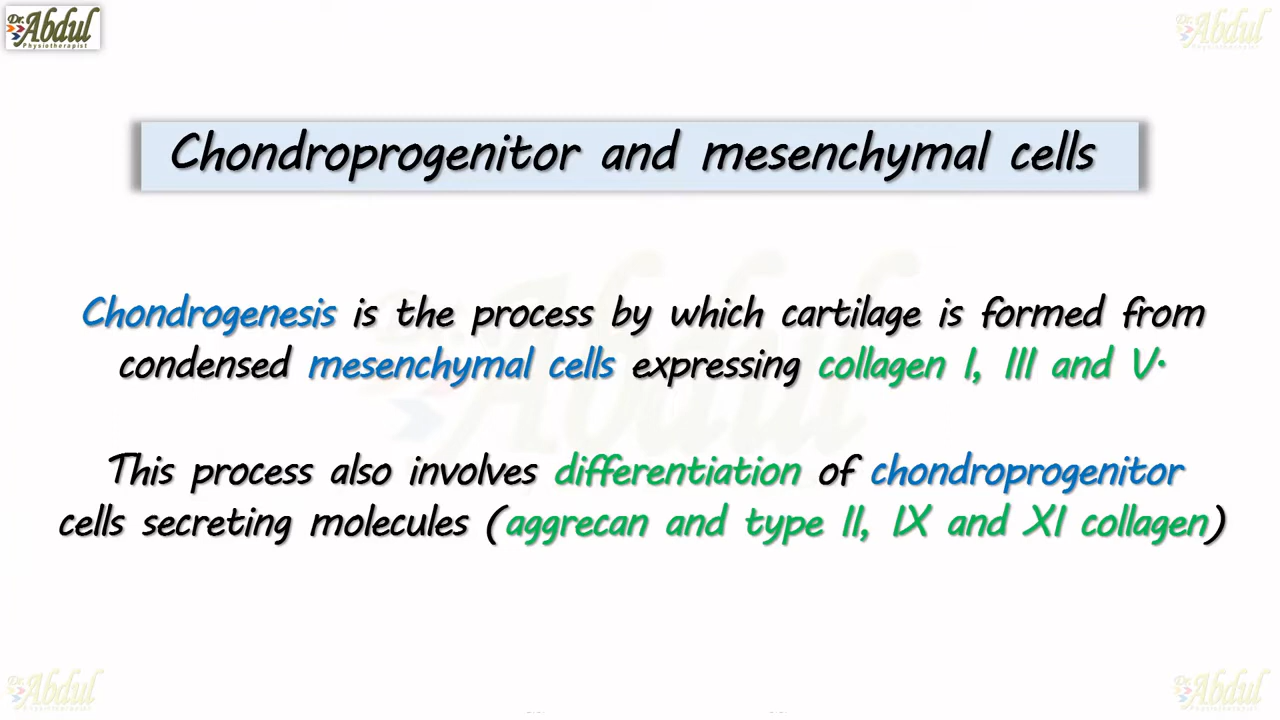 Dr. Abdul
Physiotherapist
Dr. Abdul
Physiotherapist
Chondroprogenitor and mesenchymal cells
Chondrogenesis is the process by which cartilage is formed from
condensed mesenchymal cells expressing collagen I, III and V.
This process also involves differentiation of chondroprogenitor
cells secreting molecules (aggrecan and type II, IX and XI collagen)
Dr. Abdul
Dr. Abdul
Physiotherapist
Dr. Abdul
Physiotherapist